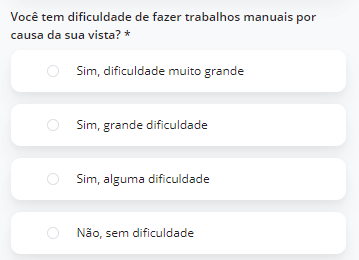 Você tem dificuldade de fazer trabalhos manuais por
causa da sua vista? *
Sim, dificuldade muito grande
Sim, grande dificuldade
Sim, alguma dificuldade
Não, sem dificuldade